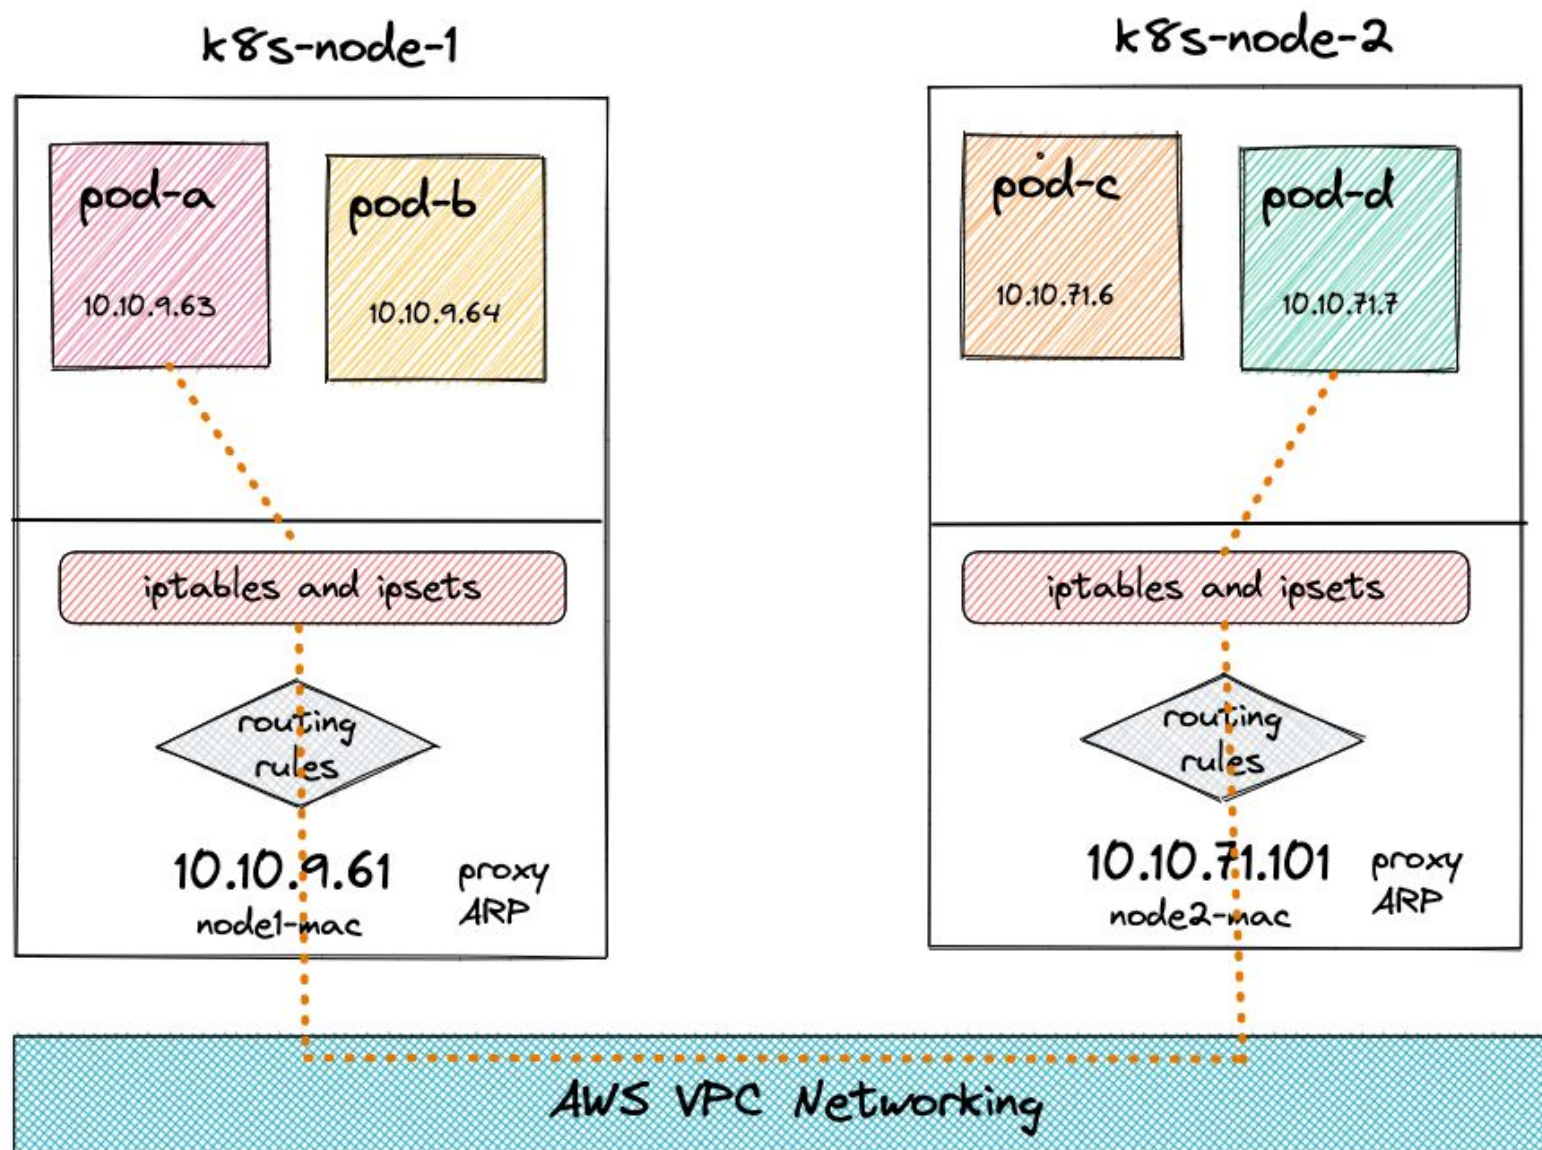 k8s-node-1
k8s-node-2
pod-a
10.10.9.63
pod-b
10.10.9.64
pod-c
10.10.71.6
pod-d
10.10.71.7
iptables and ipsets
routing
rules
10.10.9.61
node1-mac
proxy
ARP
iptables and ipsets
routing
rules
10.10.71.101
node2-mac
proxy
ARP
AWS VPC Networking